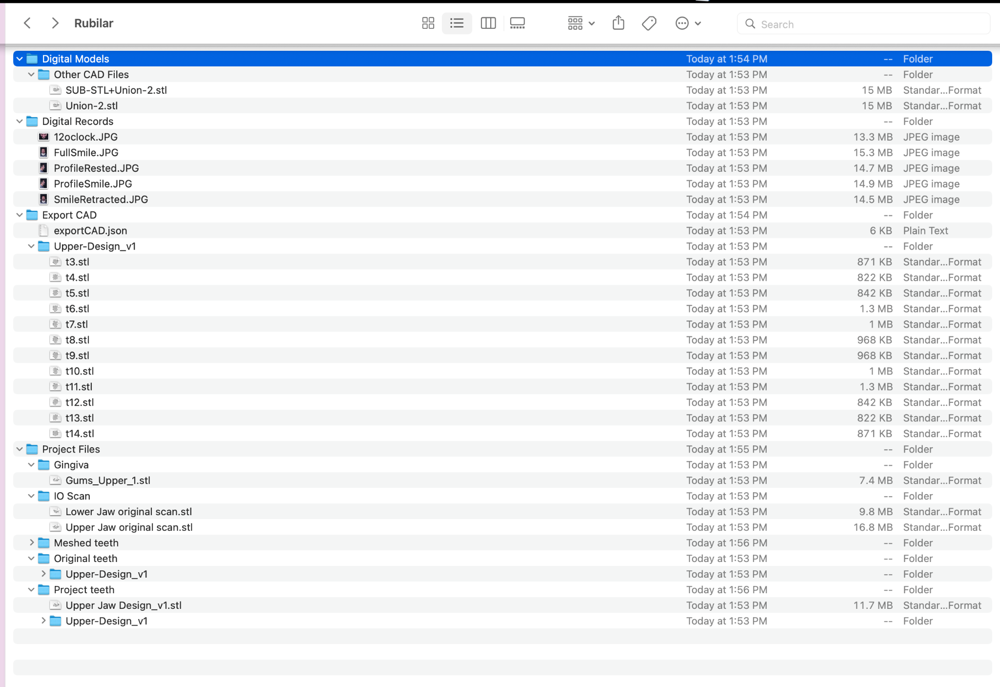 Rubilar
Search
Digital Models Today at 1:54 PM -- Folder
Other CAD Files Today at 1:53 PM -- Folder
SUB-STL+Union-2.stl Today at 1:53 PM 15 MB Standar...Format
Union-2.stl Today at 1:53 PM 15 MB Standar...Format
Digital Records Today at 1:53 PM -- Folder
12oclock.JPG Today at 1:53 PM 13.3 MB JPEG image
FullSmile.JPG Today at 1:53 PM 15.3 MB JPEG image
ProfileRested.JPG Today at 1:53 PM 14.7 MB JPEG image
ProfileSmile.JPG Today at 1:53 PM 14.9 MB JPEG image
SmileRetracted.JPG Today at 1:53 PM 14.5 MB JPEG image
Export CAD Today at 1:54 PM -- Folder
exportCAD.json Today at 1:53 PM 6 KB Plain Text
Upper-Design_v1 Today at 1:53 PM -- Folder
t3.stl Today at 1:53 PM 871 KB Standar...Format
t4.stl Today at 1:53 PM 822 KB Standar...Format
t5.stl Today at 1:53 PM 842 KB Standar...Format
t6.stl Today at 1:53 PM 1.3 MB Standar...Format
t7.stl Today at 1:53 PM 1 MB Standar...Format
t8.stl Today at 1:53 PM 968 KB Standar...Format
t9.stl Today at 1:53 PM 968 KB Standar...Format
t10.stl Today at 1:53 PM 1 MB Standar...Format
t11.stl Today at 1:53 PM 1.3 MB Standar...Format
t12.stl Today at 1:53 PM 842 KB Standar...Format
t13.stl Today at 1:53 PM 822 KB Standar...Format
t14.stl Today at 1:53 PM 871 KB Standar...Format
Project Files Today at 1:55 PM -- Folder
Gingiva Today at 1:53 PM -- Folder
Gums_Upper_1.stl Today at 1:53 PM 7.4 MB Standar...Format
IO Scan Today at 1:53 PM -- Folder
Lower Jaw original scan.stl Today at 1:53 PM 9.8 MB Standar...Format
Upper Jaw original scan.stl Today at 1:53 PM 16.8 MB Standar...Format
Meshed teeth Today at 1:56 PM -- Folder
Original teeth Today at 1:53 PM -- Folder
Upper-Design_v1 Today at 1:53 PM -- Folder
Project teeth Today at 1:56 PM -- Folder
Upper Jaw Design_v1.stl Today at 1:53 PM 11.7 MB Standar...Format
Upper-Design_v1 Today at 1:53 PM -- Folder